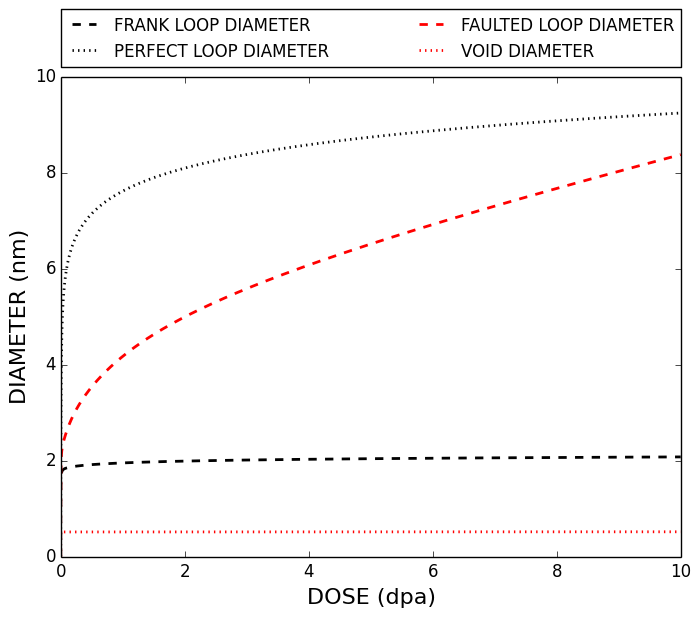 FRANK LOOP DIAMETER FAULTED LOOP DIAMETER
PERFECT LOOP DIAMETER VOID DIAMETER
10
8
6
4
2
0
DIAMETER (nm)
0 2 4 6 8 10
DOSE (dpa)